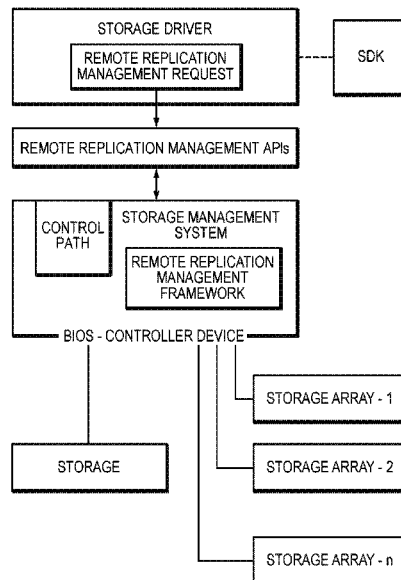 STORAGE DRIVER
REMOTE REPLICATION
MANAGEMENT REQUEST
SDK
REMOTE REPLICATION MANAGEMENT APIs
CONTROL
PATH
STORAGE MANAGEMENT
SYSTEM
REMOTE REPLICATION
MANAGEMENT
FRAMEWORK
BIOS - CONTROLLER DEVICE
STORAGE ARRAY - 1
STORAGE
STORAGE ARRAY - 2
STORAGE ARRAY - n